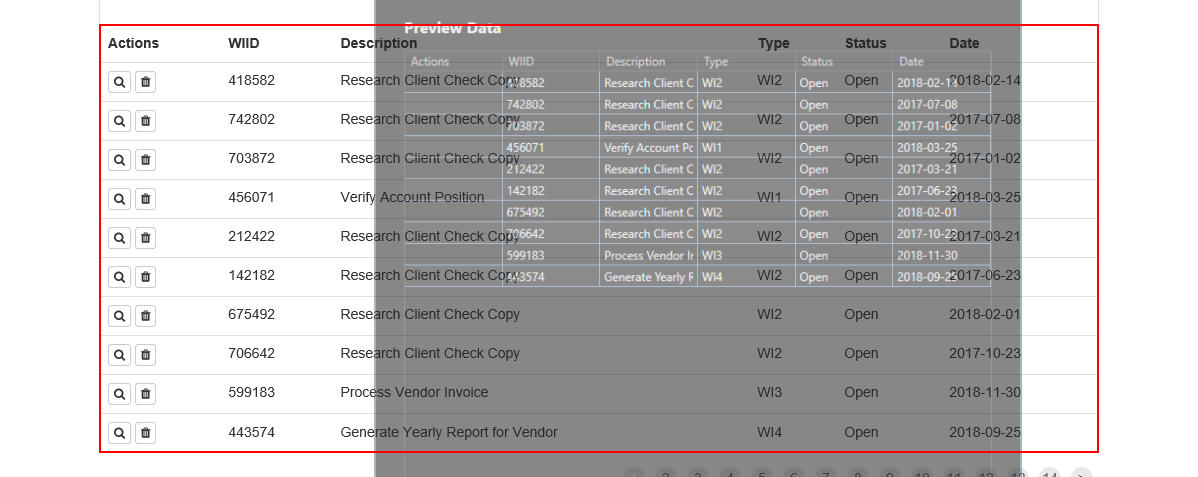 Preview Data
Actions WIID Description Type Status Date
Actions WIID Description Type Status Date
418582 Research Client Check Copy WI2 Open 2018-02-14
418582 Research Client C WI2 Open 2018-02-14
742802 Research Client C WI2 Open 2017-07-08
742802 Research Client Check Copy WI2 Open 2017-07-08
703872 Research Client C WI2 Open 2017-01-02
456071 Verify Account Po WI1 Open 2018-03-25
703872 Research Client Check Copy WI2 Open 2017-01-02
212422 Research Client C WI2 Open 2017-03-21
142182 Research Client C WI2 Open 2017-06-23
456071 Verify Account Position WI1 Open 2018-03-25
675492 Research Client C WI2 Open 2018-02-01
706642 Research Client C WI2 Open 2017-10-23
212422 Research Client Check Copy WI2 Open 2017-03-21
599183 Process Vendor Ir WI3 Open 2018-11-30
443574 Generate Yearly R WI4 Open 2018-09-25
142182 Research Client Check Copy WI2 Open 2017-06-23
675492 Research Client Check Copy WI2 Open 2018-02-01
706642 Research Client Check Copy WI2 Open 2017-10-23
599183 Process Vendor Invoice WI3 Open 2018-11-30
443574 Generate Yearly Report for Vendor WI4 Open 2018-09-25
2 3 4 5 6 7 8 9 10 11 12 13 14 >